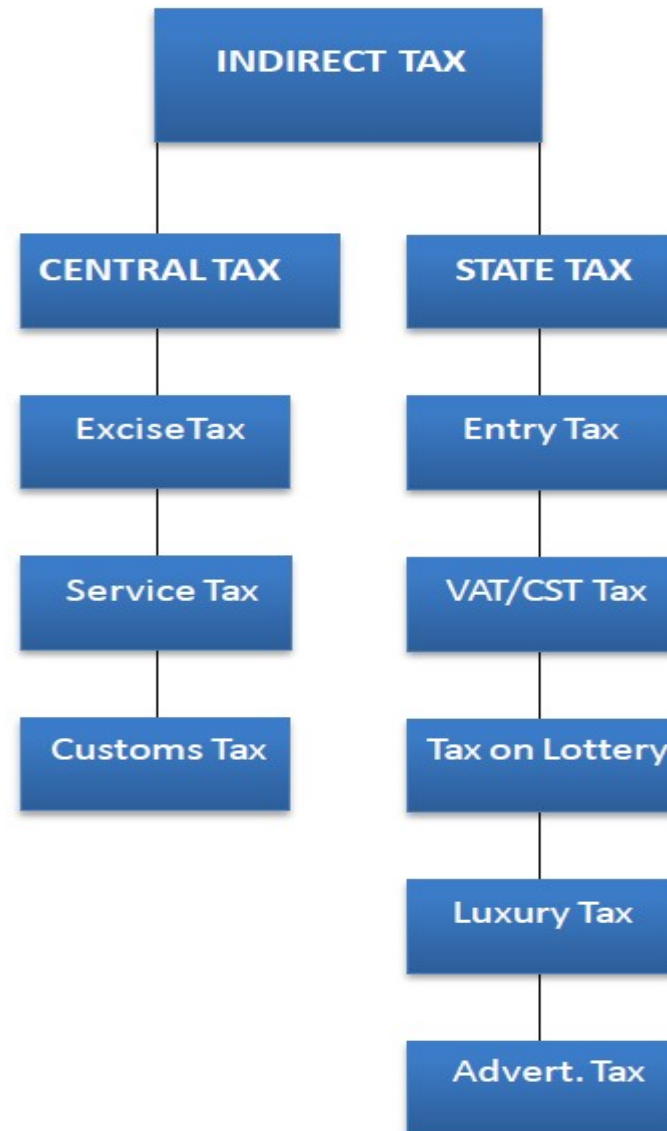 INDIRECT TAX
CENTRAL TAX
STATE TAX
ExciseTax
Entry Tax
Service Tax
VAT/CST Tax
Customs Tax
Tax on Lottery
Luxury Tax
Advert. Tax